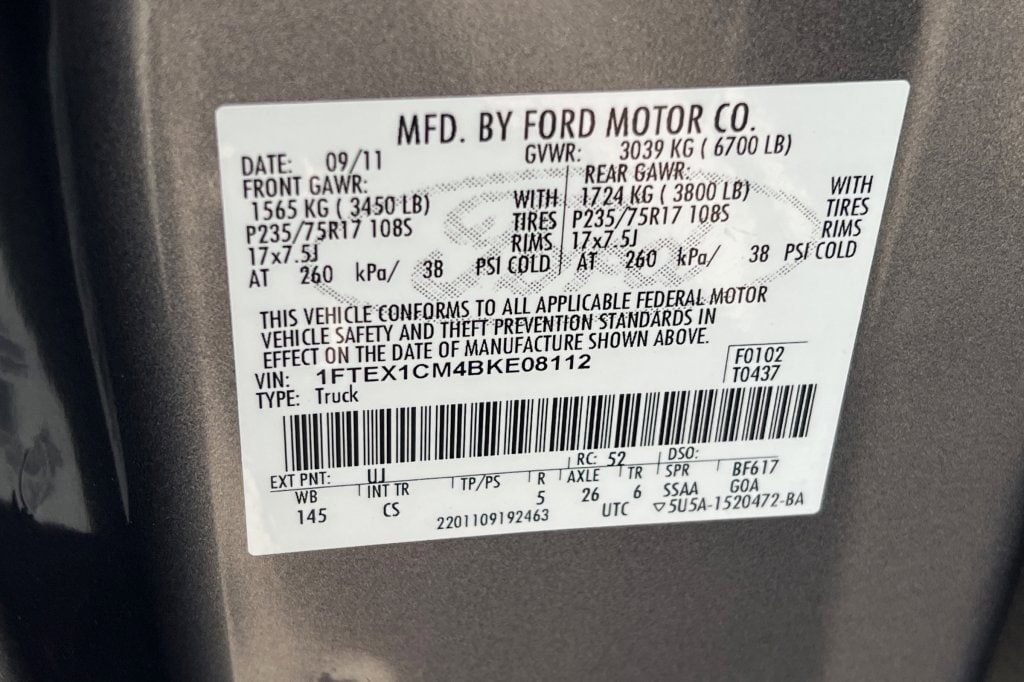 MFD. BY FORD MOTOR CO.
DATE: 09/11 GVWR: 3039 KG ( 6700 LB)
FRONT GAWR: REAR GAWR:
1565 KG ( 3450 LB) WITH 1724 KG ( 3800 LB) WITH
P235/75R17 108S TIRES P235/75R17 108S TIRES
17x7.5J RIMS 17x7.5J RIMS
AT 260 kPa/ 38 PSI COLD AT 260 kPa/ 38 PSI COLD
THIS VEHICLE CONFORMS TO ALL APPLICABLE FEDERAL MOTOR
VEHICLE SAFETY AND THEFT PREVENTION STANDARDS IN
EFFECT ON THE DATE OF MANUFACTURE SHOWN ABOVE.
VIN: 1FTEX1CM4BKE08112 F0102
TYPE: Truck T0437
EXT PNT: UJ RC: 52 DSO:
WB INT TR TP/PS R AXLE TR SPR BF617
145 CS 5 26 6 SSAA G0A
2201109192463 UTC ▽5U5A-1520472-BA